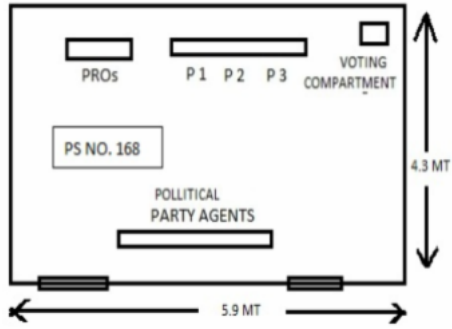 PROs
P 1 P 2 P 3
VOTING
COMPARTMENT
PS NO. 168
4.3 MT
POLLITICAL
PARTY AGENTS
5.9 MT